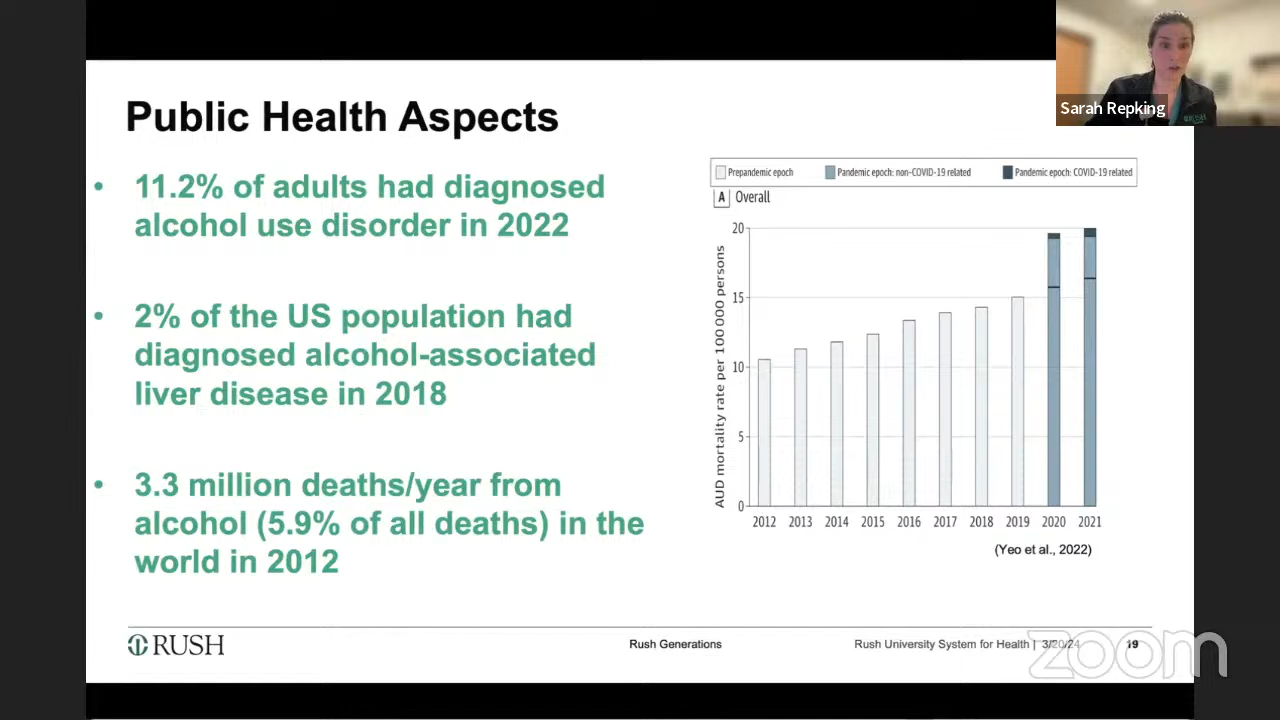 Sarah Repking
Public Health Aspects
• 11.2% of adults had diagnosed
alcohol use disorder in 2022
• 2% of the US population had
diagnosed alcohol-associated
liver disease in 2018
• 3.3 million deaths/year from
alcohol (5.9% of all deaths) in the
world in 2012
Prepandemic epoch Pandemic epoch: non-COVID-19 related Pandemic epoch: COVID-19 related
A Overall
AUD mortality rate per 100 000 persons
20
15
10
5
0
2012 2013 2014 2015 2016 2017 2018 2019 2020 2021
(Yeo et al., 2022)
RUSH
Rush Generations
Rush University System for Health | 3/20/24 19
zoom